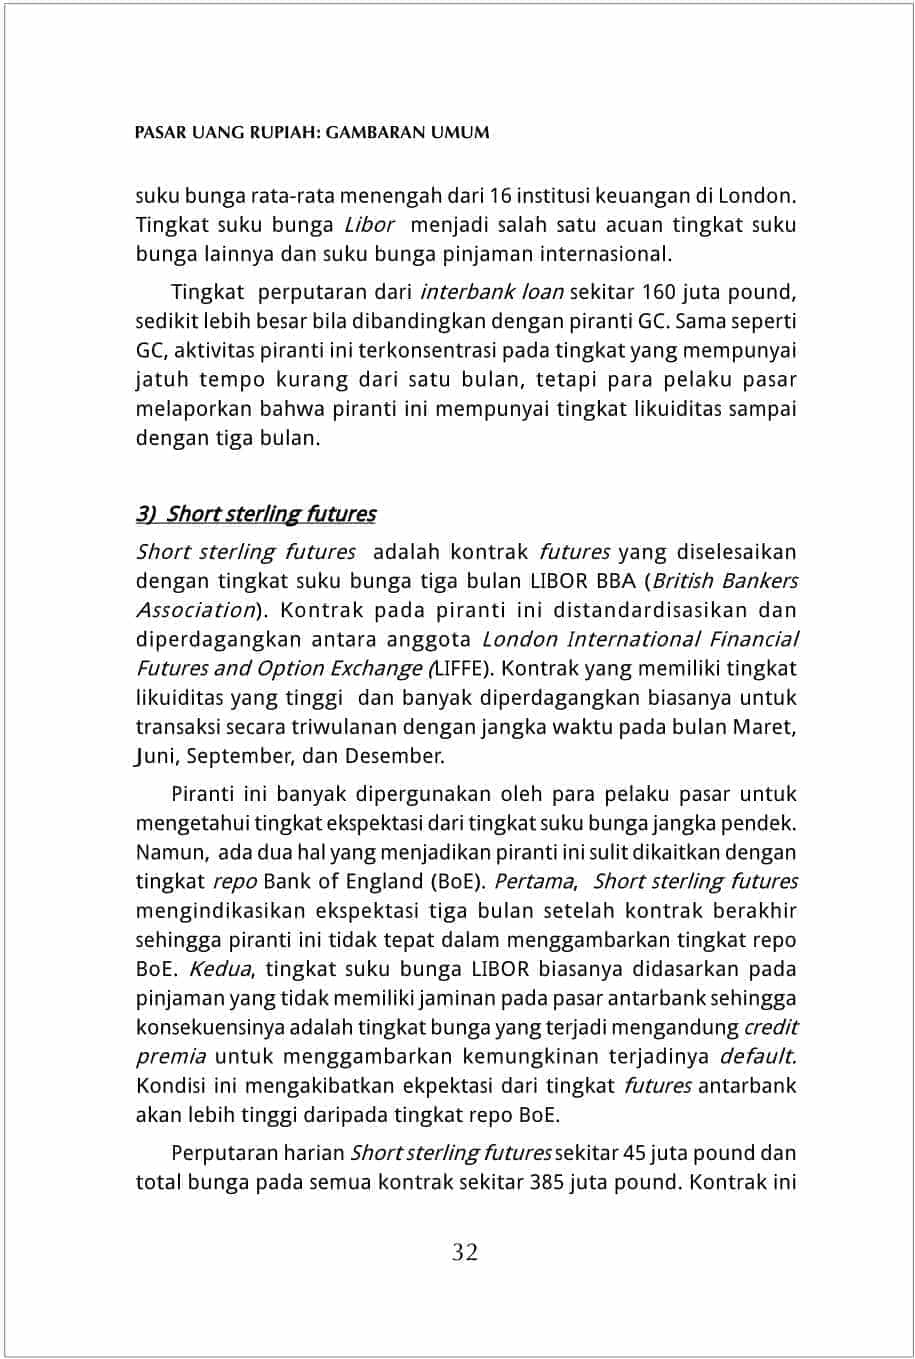 PASAR UANG RUPIAH: GAMBARAN UMUM
suku bunga rata-rata menengah dari 16 institusi keuangan di London.
Tingkat suku bunga Libor menjadi salah satu acuan tingkat suku
bunga lainnya dan suku bunga pinjaman internasional.
Tingkat perputaran dari interbank loan sekitar 160 juta pound,
sedikit lebih besar bila dibandingkan dengan piranti GC. Sama seperti
GC, aktivitas piranti ini terkonsentrasi pada tingkat yang mempunyai
jatuh tempo kurang dari satu bulan, tetapi para pelaku pasar
melaporkan bahwa piranti ini mempunyai tingkat likuiditas sampai
dengan tiga bulan.
3) Short sterling futures
Short sterling futures adalah kontrak futures yang diselesaikan
dengan tingkat suku bunga tiga bulan LIBOR BBA (British Bankers
Association). Kontrak pada piranti ini distandardisasikan dan
diperdagangkan antara anggota London International Financial
Futures and Option Exchange (LIFFE). Kontrak yang memiliki tingkat
likuiditas yang tinggi dan banyak diperdagangkan biasanya untuk
transaksi secara triwulanan dengan jangka waktu pada bulan Maret,
Juni, September, dan Desember.
Piranti ini banyak dipergunakan oleh para pelaku pasar untuk
mengetahui tingkat ekspektasi dari tingkat suku bunga jangka pendek.
Namun, ada dua hal yang menjadikan piranti ini sulit dikaitkan dengan
tingkat repo Bank of England (BoE). Pertama, Short sterling futures
mengindikasikan ekspektasi tiga bulan setelah kontrak berakhir
sehingga piranti ini tidak tepat dalam menggambarkan tingkat repo
BoE. Kedua, tingkat suku bunga LIBOR biasanya didasarkan pada
pinjaman yang tidak memiliki jaminan pada pasar antarbank sehingga
konsekuensinya adalah tingkat bunga yang terjadi mengandung credit
premia untuk menggambarkan kemungkinan terjadinya default.
Kondisi ini mengakibatkan ekpektasi dari tingkat futures antarbank
akan lebih tinggi daripada tingkat repo BoE.
Perputaran harian Short sterling futures sekitar 45 juta pound dan
total bunga pada semua kontrak sekitar 385 juta pound. Kontrak ini
32